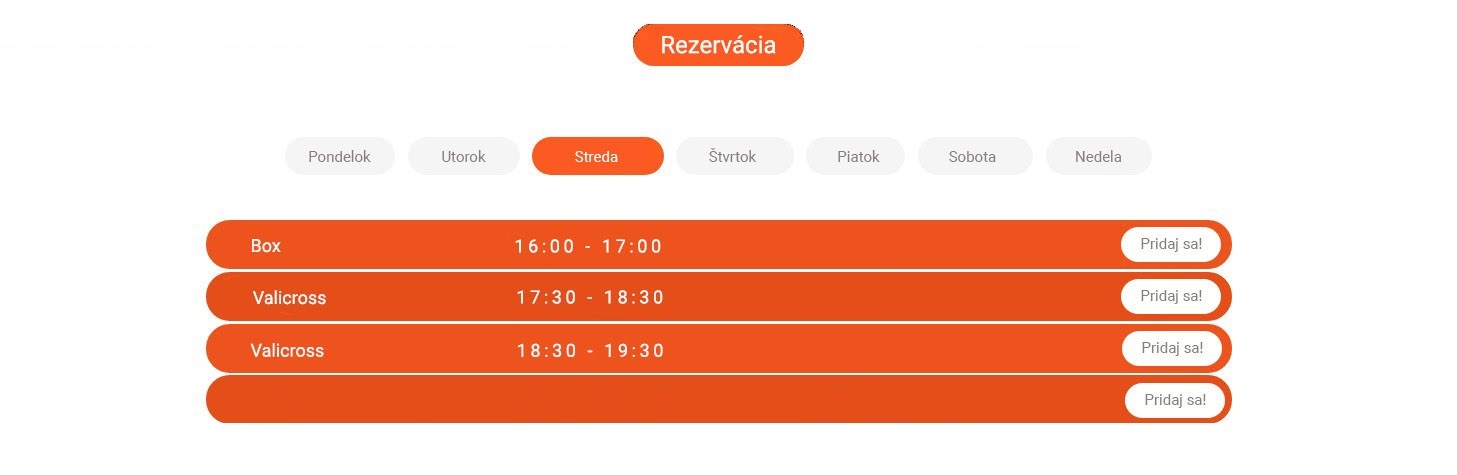 Rezervácia
Pondelok Utorok Streda Štvrtok Piatok Sobota Nedela
Box 16:00 - 17:00 Pridaj sa!
Valicross 17:30 - 18:30 Pridaj sa!
Valicross 18:30 - 19:30 Pridaj sa!
Pridaj sa!